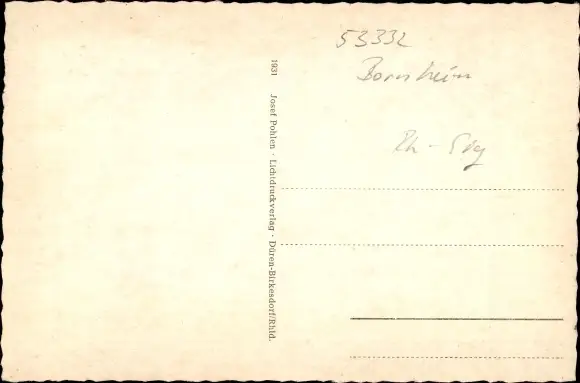 53332
Bornheim
Rh - Sieg
1931 Josef Pohlen · Lichtdruckverlag · Düren-Birkesdorf/Rhld.